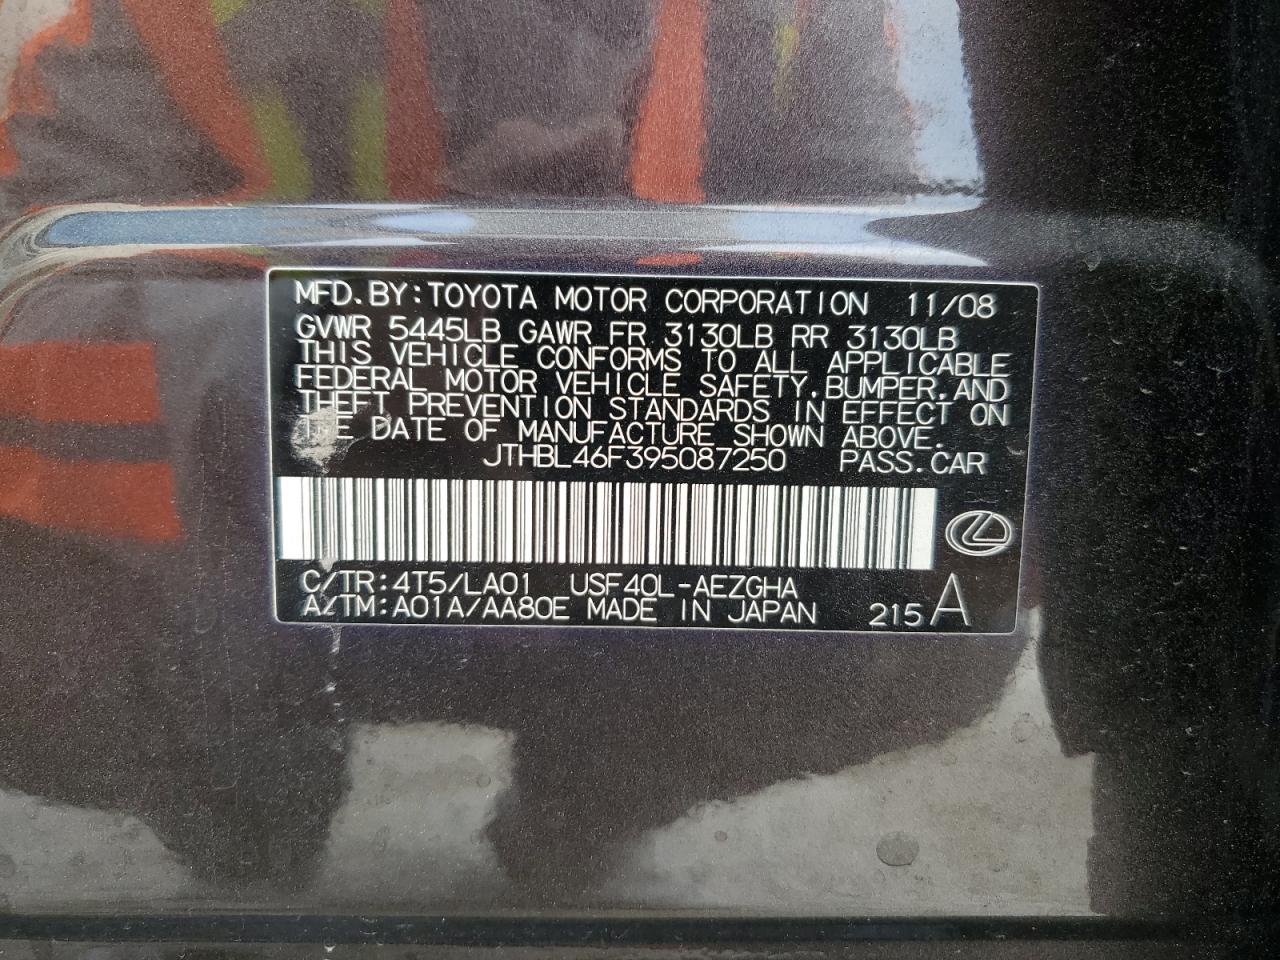 MFD.BY:TOYOTA MOTOR CORPORATION 11/08
GVWR 5445LB GAWR FR 3130LB RR 3130LB
THIS VEHICLE CONFORMS TO ALL APPLICABLE
FEDERAL MOTOR VEHICLE SAFETY,BUMPER,AND
THEFT PREVENTION STANDARDS IN EFFECT ON
THE DATE OF MANUFACTURE SHOWN ABOVE.
JTHBL46F395087250 PASS.CAR
C/TR:4T5/LA01 USF40L-AEZGHA
A/TM:A01A/AA80E MADE IN JAPAN 215A